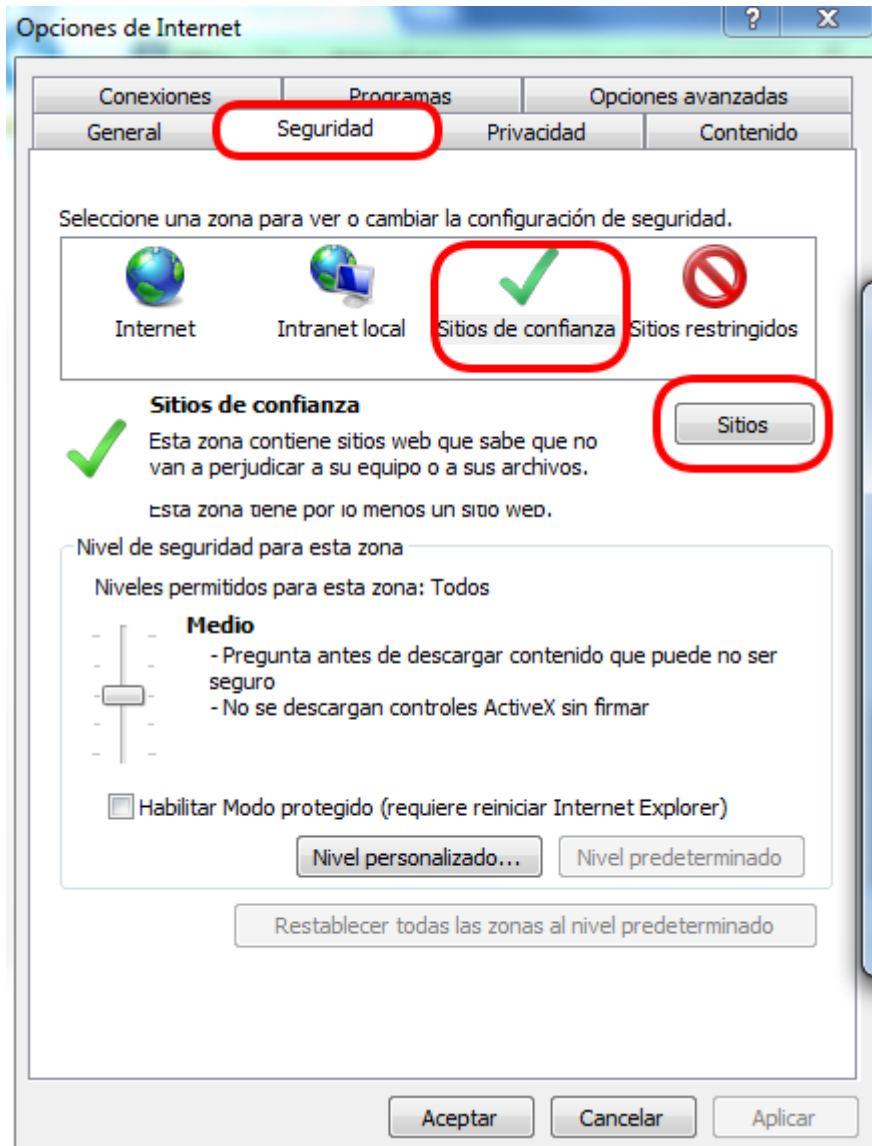 Opciones de Internet
?
X
Conexiones
Programas
Opciones avanzadas
General
Seguridad
Privacidad
Contenido
Seleccione una zona para ver o cambiar la configuración de seguridad.
Internet
Intranet local
Sitios de confianza
Sitios restringidos
Sitios de confianza
Sitios
Esta zona contiene sitios web que sabe que no
van a perjudicar a su equipo o a sus archivos.
Esta zona tiene por lo menos un sitio web.
Nivel de seguridad para esta zona
Niveles permitidos para esta zona: Todos
Medio
- Pregunta antes de descargar contenido que puede no ser
seguro
- No se descargan controles ActiveX sin firmar
Habilitar Modo protegido (requiere reiniciar Internet Explorer)
Nivel personalizado...
Nivel predeterminado
Restablecer todas las zonas al nivel predeterminado
Aceptar
Cancelar
Aplicar